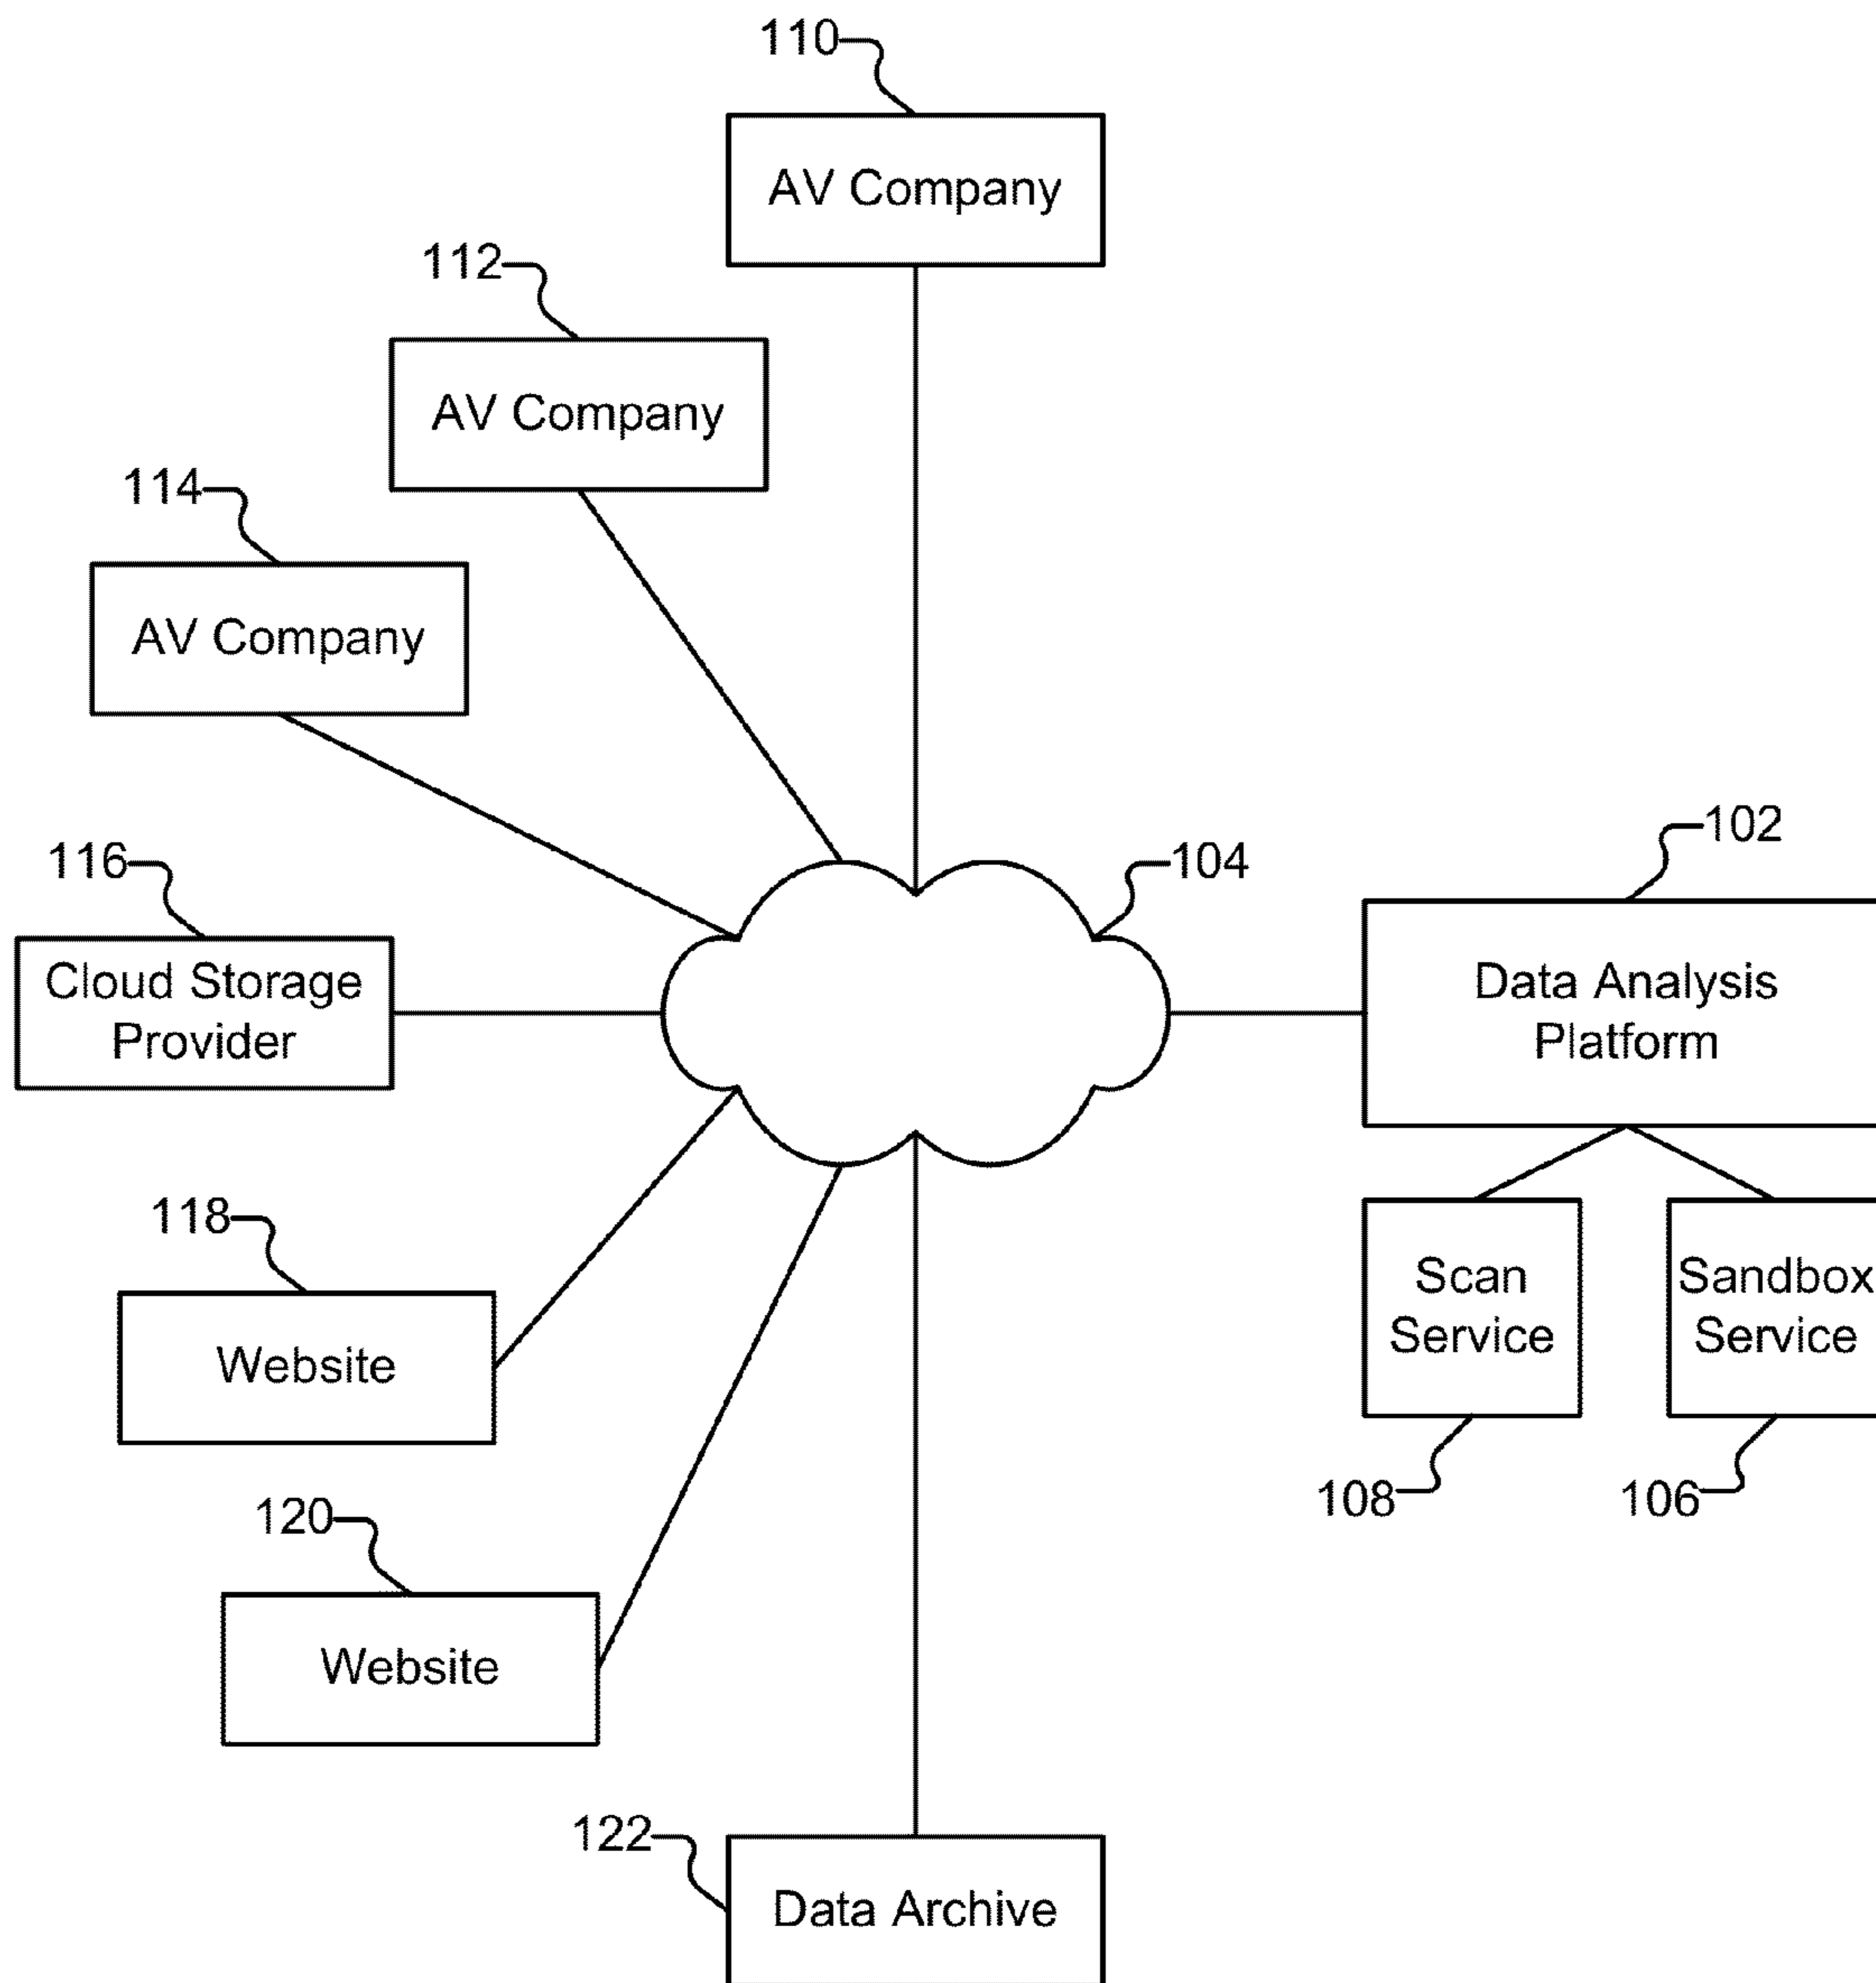 110
AV Company
112
AV Company
114
AV Company
102
116
104
Cloud Storage
Provider
Data Analysis
Platform
118
Scan
Service
Sandbox
Service
Website
108
106
120
Website
122
Data Archive